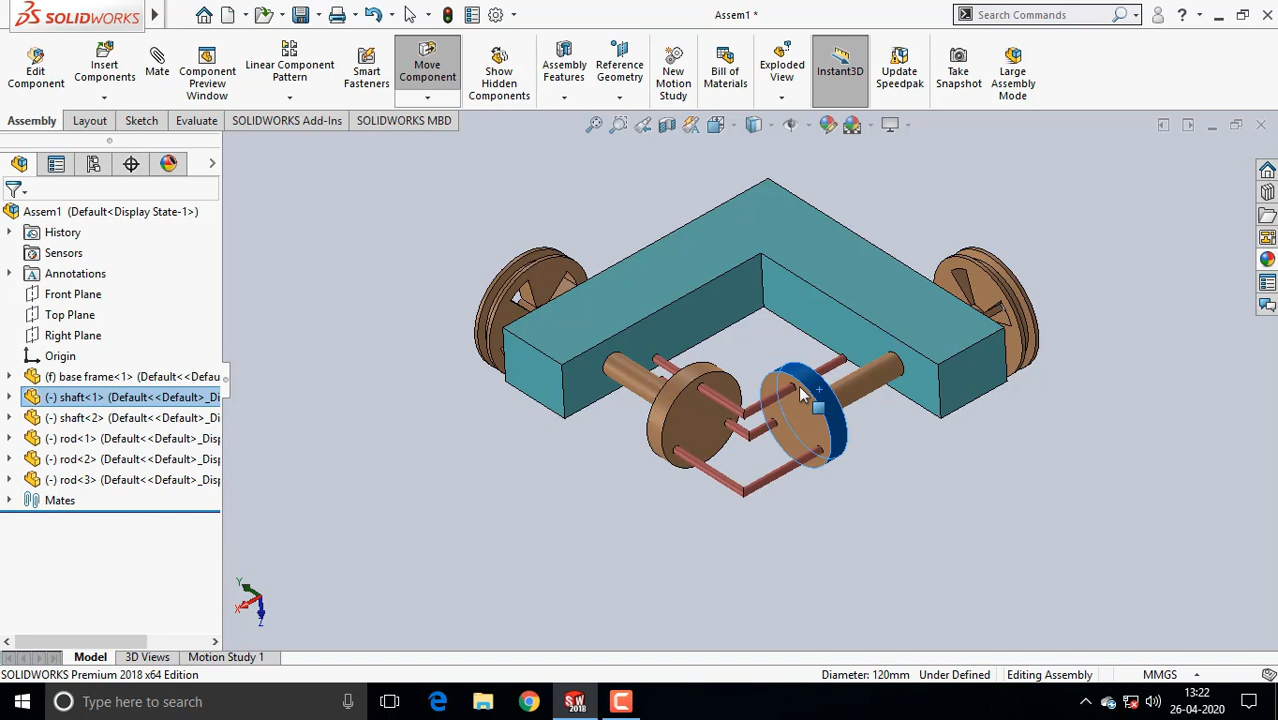 SOLIDWORKS
Assem1 *
Search Commands
?
Edit Component
Insert Components
Mate
Component Preview Window
Linear Component Pattern
Smart Fasteners
Move Component
Show Hidden Components
Assembly Features
Reference Geometry
New Motion Study
Bill of Materials
Exploded View
Instant3D
Update Speedpak
Take Snapshot
Large Assembly Mode
Assembly
Layout
Sketch
Evaluate
SOLIDWORKS Add-Ins
SOLIDWORKS MBD
Assem1 (Default<Display State-1>)
History
Sensors
Annotations
Front Plane
Top Plane
Right Plane
Origin
(f) base frame<1> (Default<<Defau
(-) shaft<1> (Default<<Default>_Di
(-) shaft<2> (Default<<Default>_Di
(-) rod<1> (Default<<Default>_Disp
(-) rod<2> (Default<<Default>_Disp
(-) rod<3> (Default<<Default>_Disp
Mates
Y
X
Z
Model
3D Views
Motion Study 1
SOLIDWORKS Premium 2018 x64 Edition
Diameter: 120mm
Under Defined
Editing Assembly
MMGS
Type here to search
SW
2018
13:22
26-04-2020